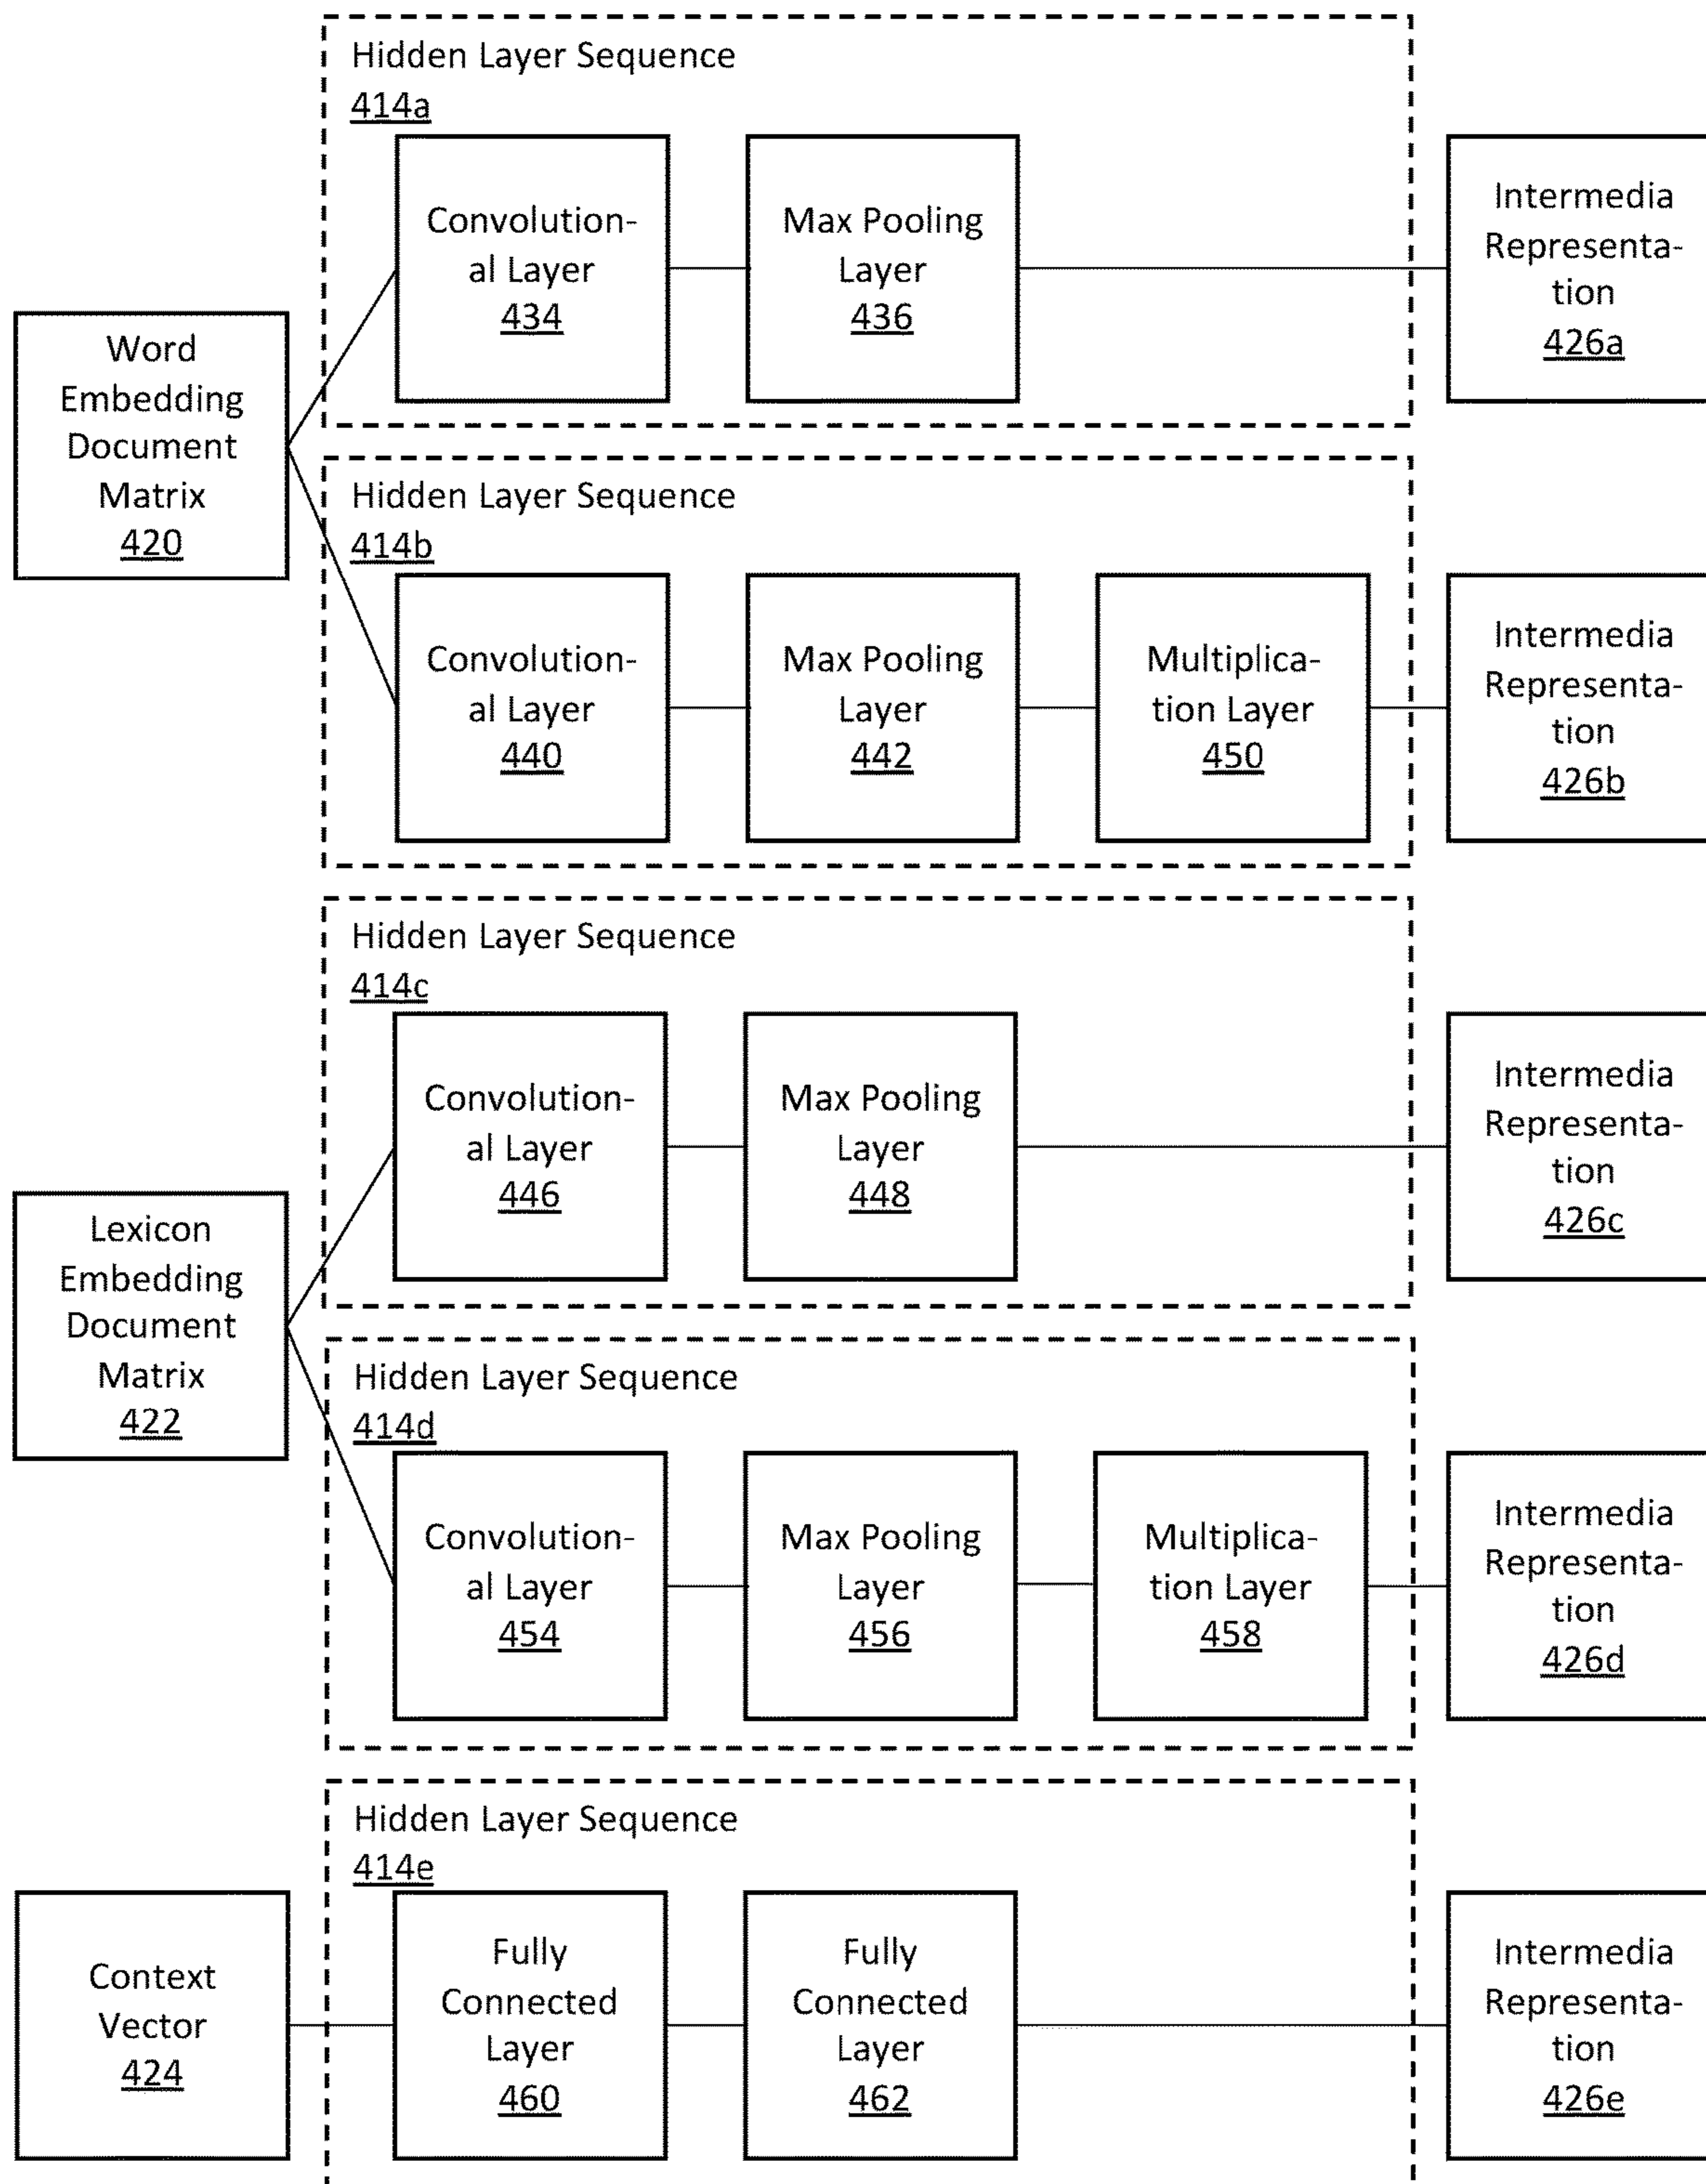 Hidden Layer Sequence
414a
Convolution-
al Layer
434
Max Pooling
Layer
436
Intermedia
Representa-
tion
426a
Word
Embedding
Document
Matrix
420
Hidden Layer Sequence
414b
Convolution-
al Layer
440
Max Pooling
Layer
442
Multiplica-
tion Layer
450
Intermedia
Representa-
tion
426b
Hidden Layer Sequence
414c
Convolution-
al Layer
446
Max Pooling
Layer
448
Intermedia
Representa-
tion
426c
Lexicon
Embedding
Document
Matrix
422
Hidden Layer Sequence
414d
Convolution-
al Layer
454
Max Pooling
Layer
456
Multiplica-
tion Layer
458
Intermedia
Representa-
tion
426d
Hidden Layer Sequence
414e
Context
Vector
424
Fully
Connected
Layer
460
Fully
Connected
Layer
462
Intermedia
Representa-
tion
426e